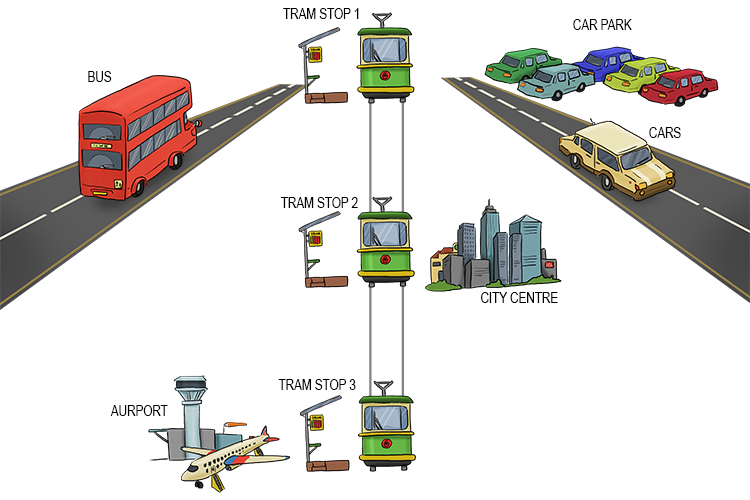 TRAM STOP 1
CAR PARK
BUS
CARS
TRAM STOP 2
CITY CENTRE
TRAM STOP 3
AURPORT